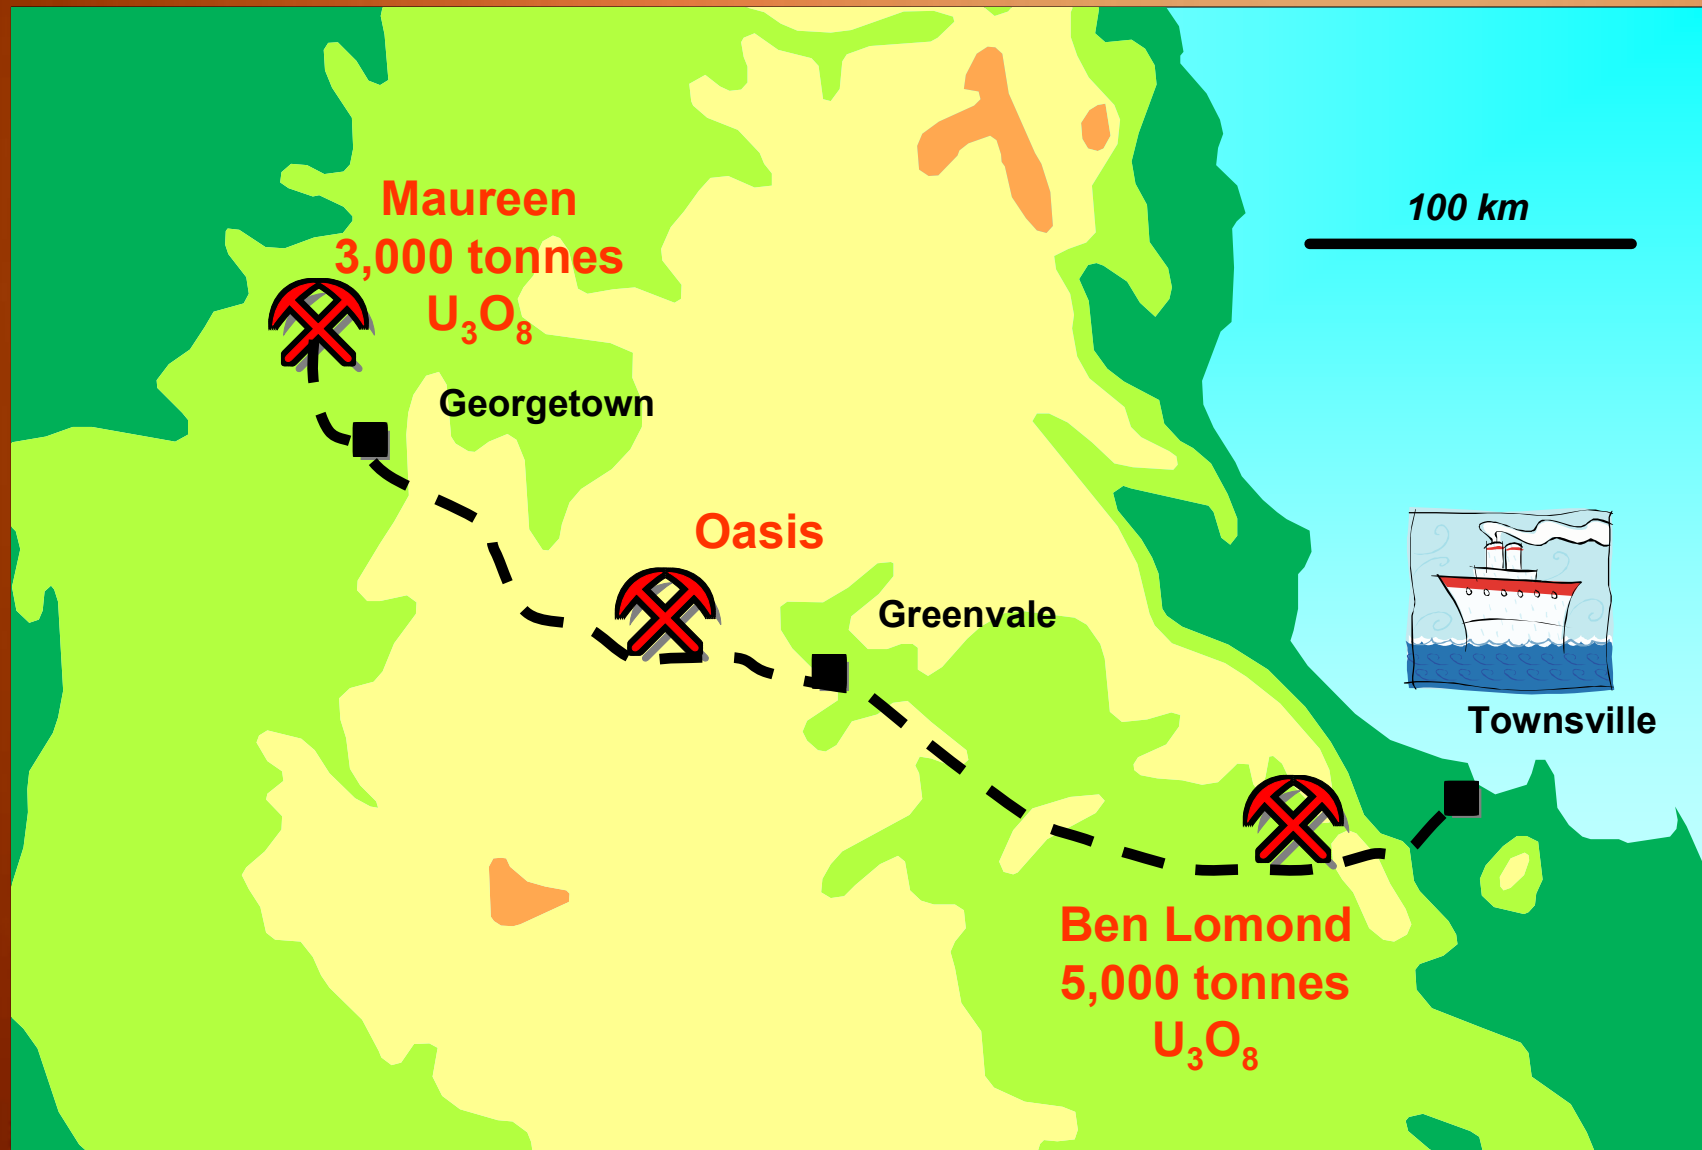 Maureen
3,000 tonnes
U₃O₈
100 km
Georgetown
Oasis
Greenvale
Townsville
Ben Lomond
5,000 tonnes
U₃O₈